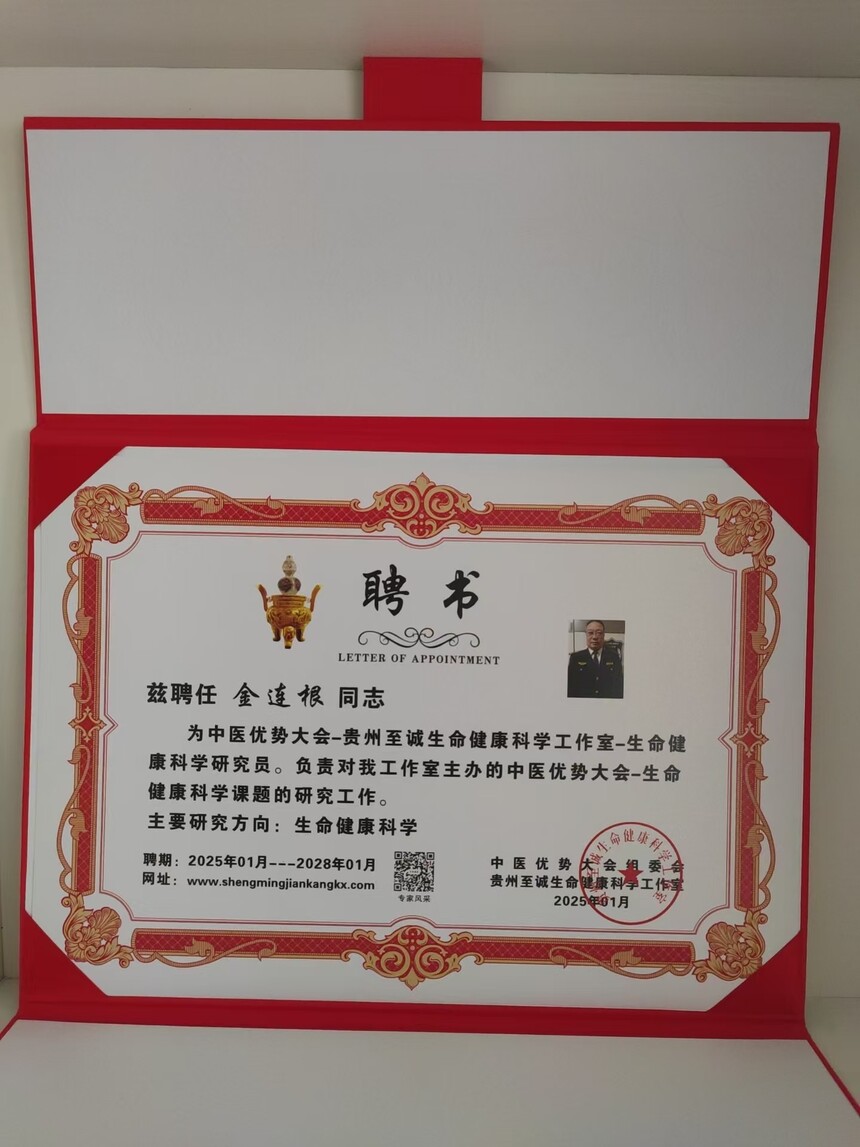 聘书
LETTER OF APPOINTMENT
兹聘任 金连根 同志
为中医优势大会-贵州至诚生命健康科学工作室-生命健
康科学研究员。负责对我工作室主办的中医优势大会-生命
健康科学课题的研究工作。
主要研究方向：生命健康科学
聘期：2025年01月---2028年01月
网址：www.shengmingjiankangkx.com
专家风采
中医优势大会组委会
贵州至诚生命健康科学工作室
2025年01月